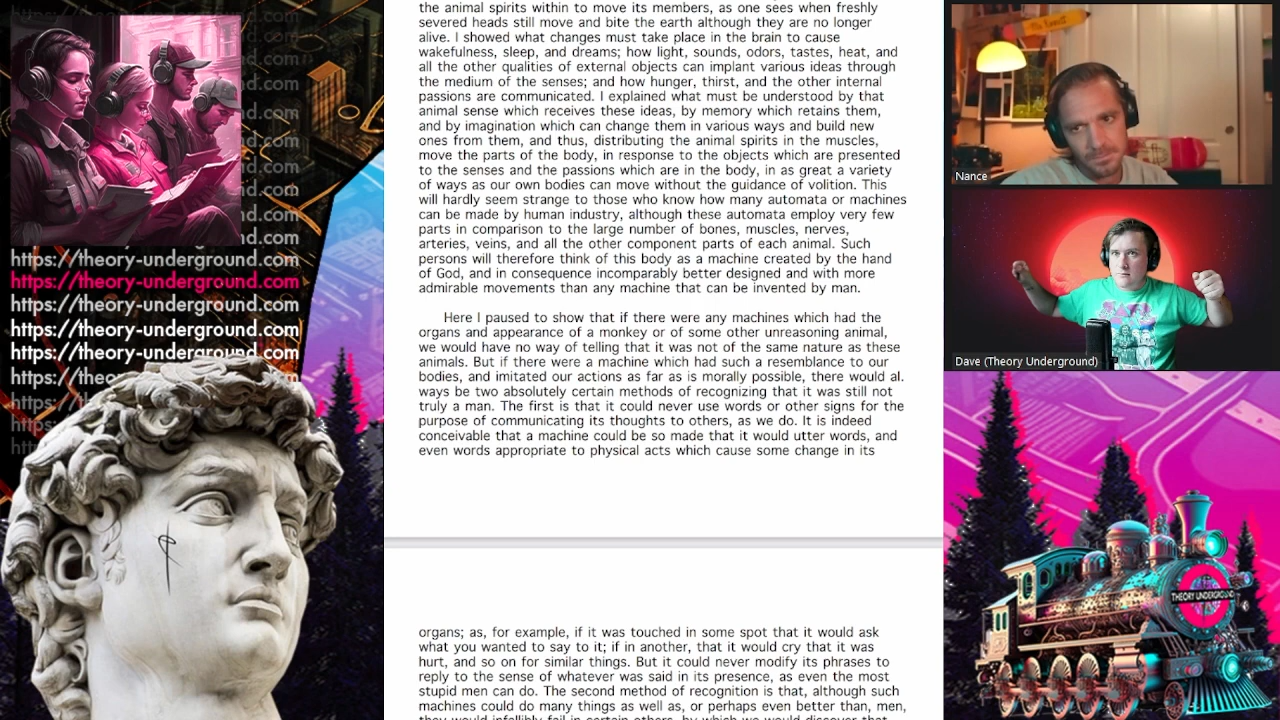 the animal spirits within to move its members, as one sees when freshly
severed heads still move and bite the earth although they are no longer
alive. I showed what changes must take place in the brain to cause
wakefulness, sleep, and dreams; how light, sounds, odors, tastes, heat, and
all the other qualities of external objects can implant various ideas through
the medium of the senses; and how hunger, thirst, and the other internal
passions are communicated. I explained what must be understood by that
animal sense which receives these ideas, by memory which retains them,
and by imagination which can change them in various ways and build new
ones from them, and thus, distributing the animal spirits in the muscles,
move the parts of the body, in response to the objects which are presented
to the senses and the passions which are in the body, in as great a variety
of ways as our own bodies can move without the guidance of volition. This
will hardly seem strange to those who know how many automata or machines
can be made by human industry, although these automata employ very few
parts in comparison to the large number of bones, muscles, nerves,
arteries, veins, and all the other component parts of each animal. Such
persons will therefore think of this body as a machine created by the hand
of God, and in consequence incomparably better designed and with more
admirable movements than any machine that can be invented by man.
Here I paused to show that if there were any machines which had the
organs and appearance of a monkey or of some other unreasoning animal,
we would have no way of telling that it was not of the same nature as these
animals. But if there were a machine which had such a resemblance to our
bodies, and imitated our actions as far as is morally possible, there would al.
ways be two absolutely certain methods of recognizing that it was still not
truly a man. The first is that it could never use words or other signs for the
purpose of communicating its thoughts to others, as we do. It is indeed
conceivable that a machine could be so made that it would utter words, and
even words appropriate to physical acts which cause some change in its
organs; as, for example, if it was touched in some spot that it would ask
what you wanted to say to it; if in another, that it would cry that it was
hurt, and so on for similar things. But it could never modify its phrases to
reply to the sense of whatever was said in its presence, as even the most
stupid men can do. The second method of recognition is that, although such
machines could do many things as well as, or perhaps even better than, men,
they would infallibly fail in certain others, by which we would discover that
https://theory-underground.com
https://theory-underground.com
https://theory-underground.com
https://theory-underground.com
https://theory-underground.com
Nance
Dave (Theory Underground)
THEORY UNDERGROUND